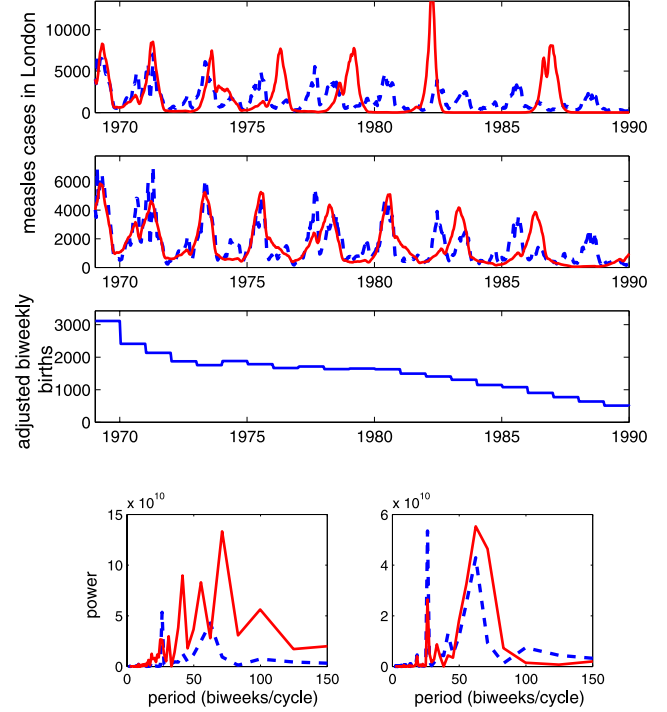 measles cases in London
10000
5000
0
1970 1975 1980 1985 1990
6000
4000
2000
0
1970 1975 1980 1985 1990
adjusted biweekly
births
3000
2000
1000
0
1970 1975 1980 1985 1990
x 10^10
15
10
5
0
power
0 50 100 150
period (biweeks/cycle)
x 10^10
6
4
2
0
0 50 100 150
period (biweeks/cycle)